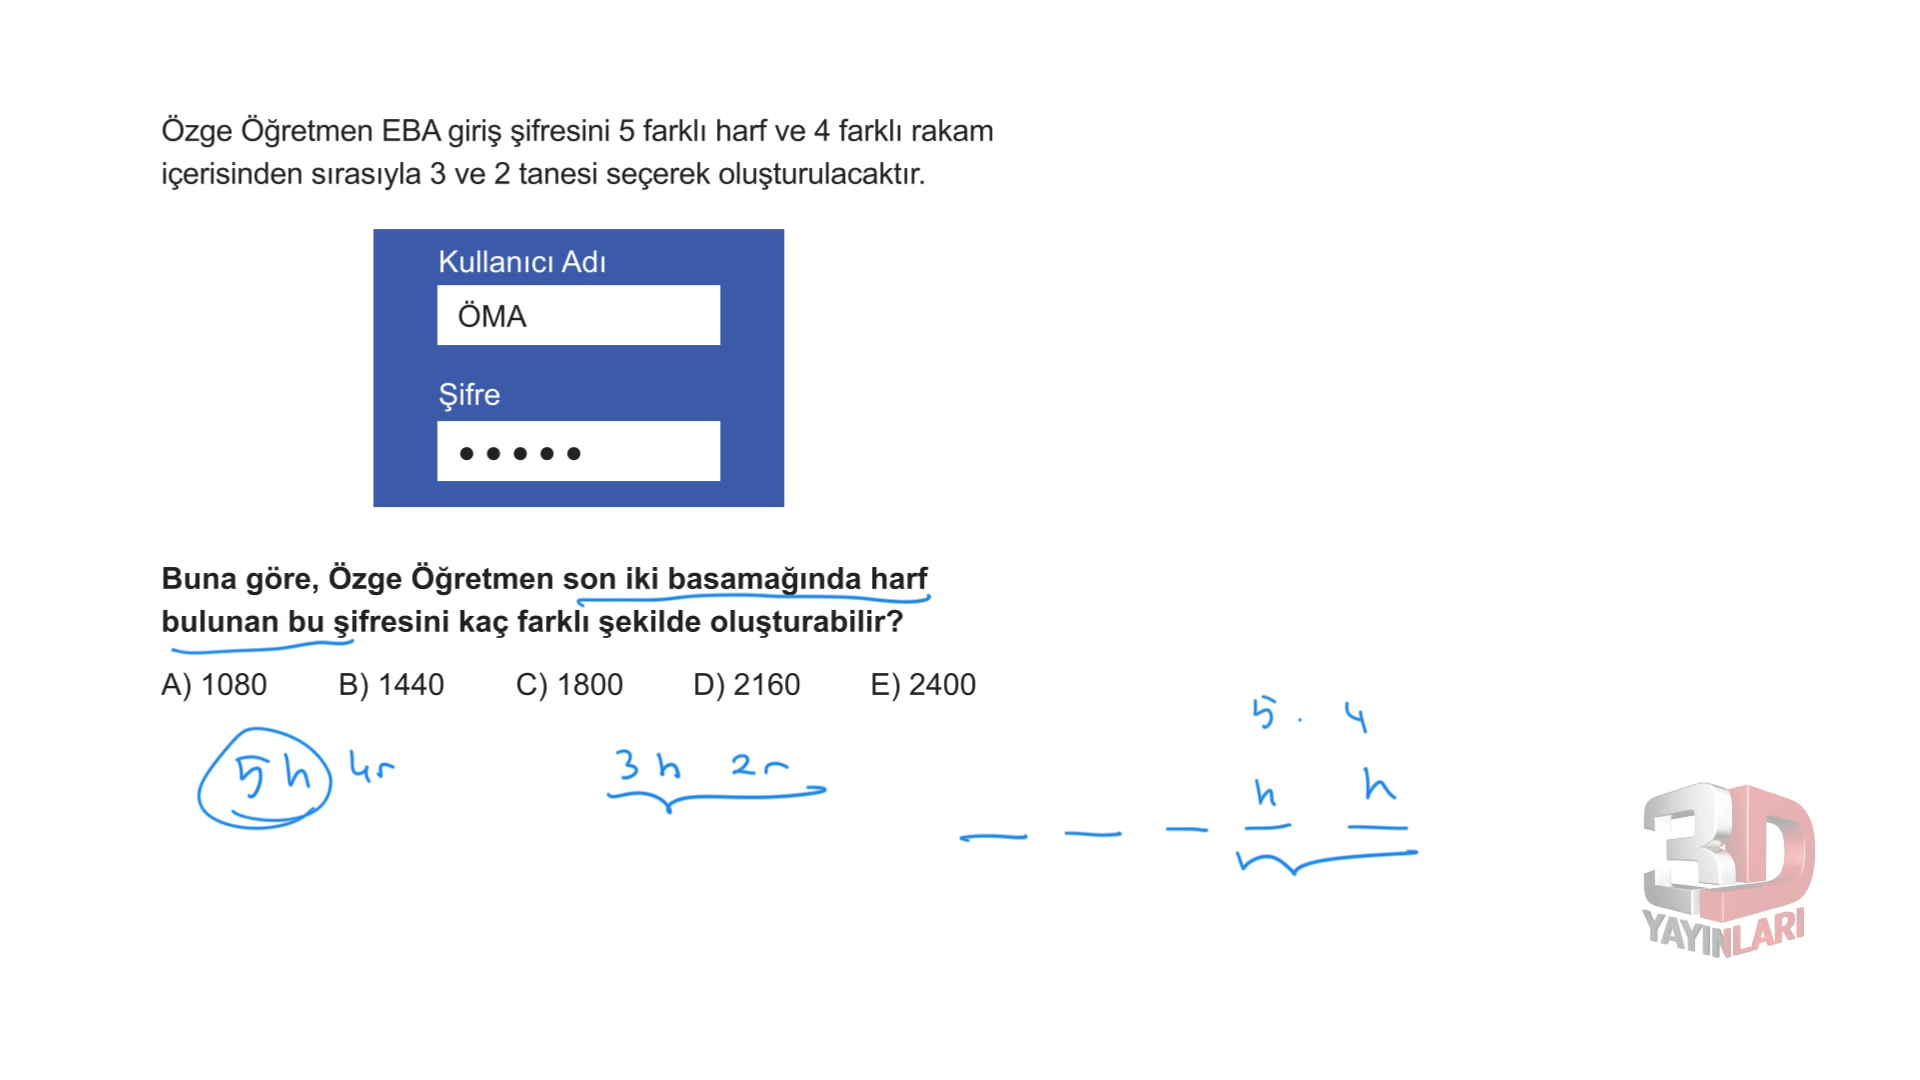 Özge Öğretmen EBA giriş şifresini 5 farklı harf ve 4 farklı rakam
içerisinden sırasıyla 3 ve 2 tanesi seçerek oluşturulacaktır.
Kullanıcı Adı
ÖMA
Şifre
•••••
Buna göre, Özge Öğretmen son iki basamağında harf
bulunan bu şifresini kaç farklı şekilde oluşturabilir?
A) 1080 B) 1440 C) 1800 D) 2160 E) 2400
5 . 4
5h 4r 3h 2r h h
3D
YAYINLARI